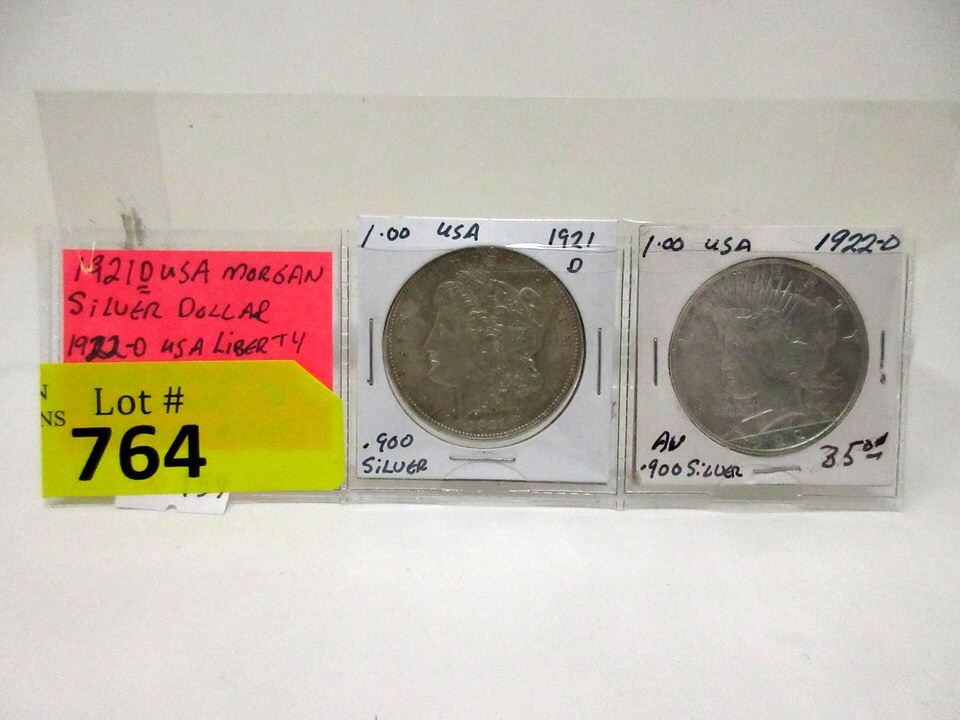 1921D USA MORGAN
SILVER DOLLAR
1922-D USA LIBERTY
N
NS
Lot #
764
1.00 USA 1921
D
.900
SILVER
1.00 USA 1922-D
AU
.900 SILVER
35.00